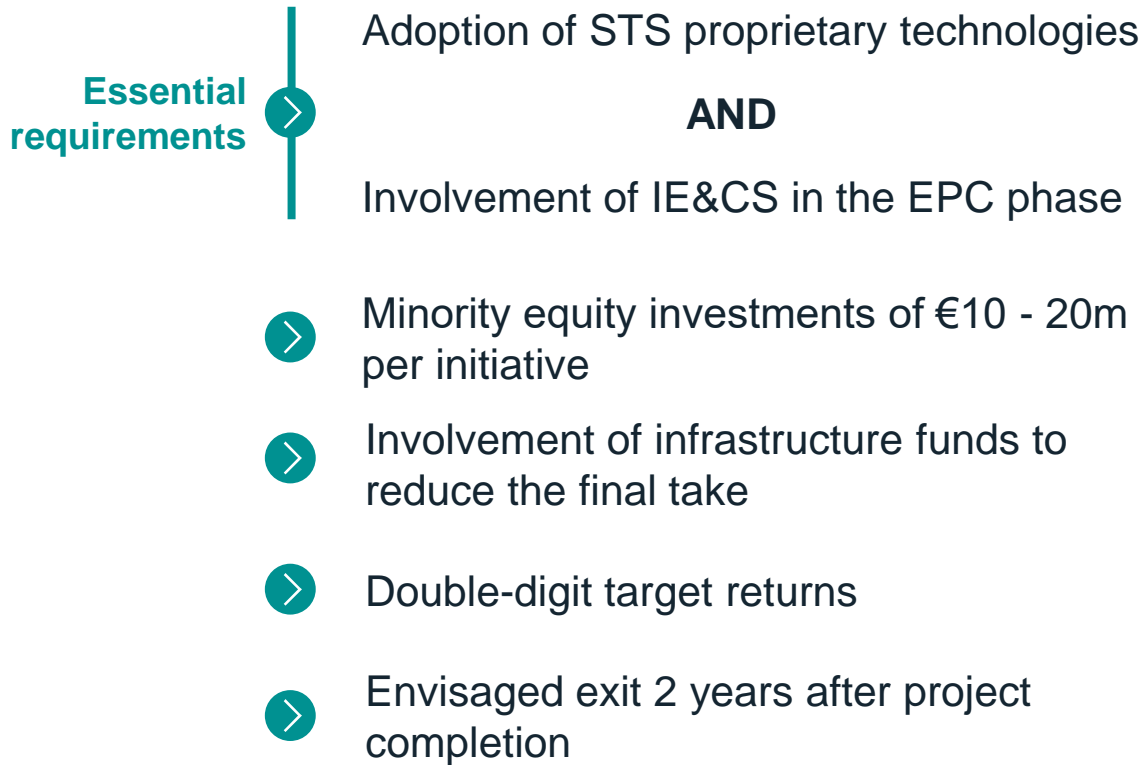 Essential
requirements
Adoption of STS proprietary technologies
AND
Involvement of IE&CS in the EPC phase
Minority equity investments of €10 - 20m
per initiative
Involvement of infrastructure funds to
reduce the final take
Double-digit target returns
Envisaged exit 2 years after project
completion